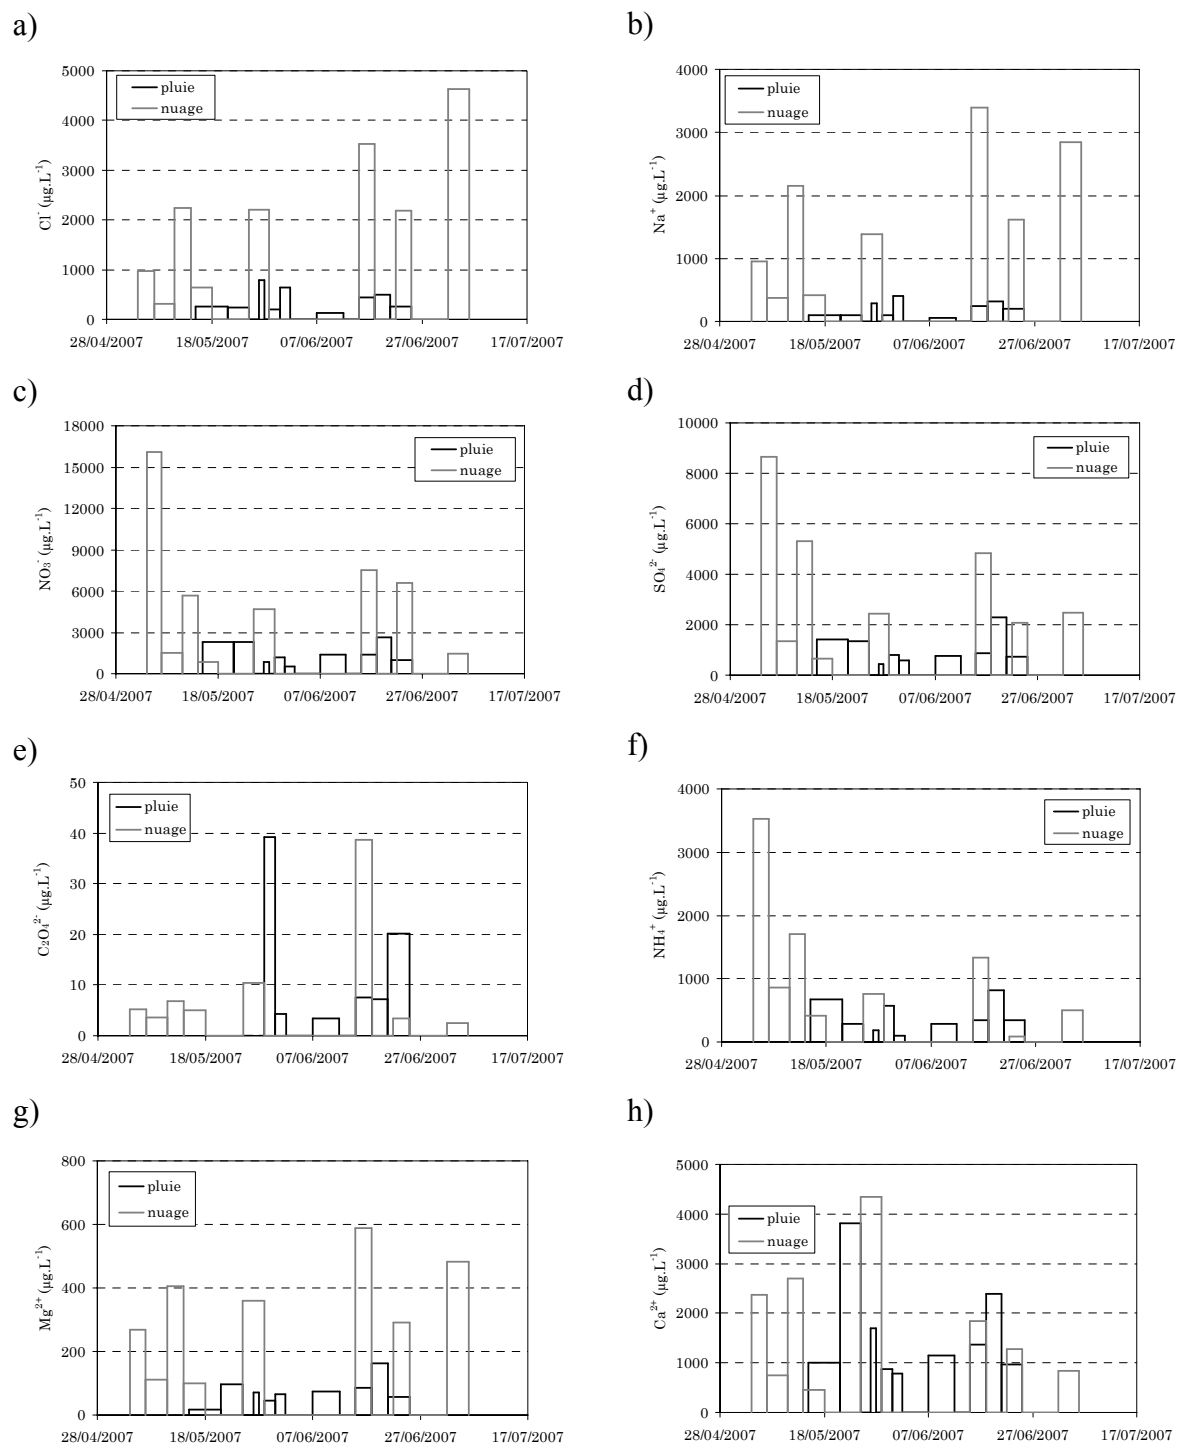 a)
5000
4000
3000
2000
1000
0
Cl⁻ (µg.L⁻¹)
pluie
nuage
28/04/2007 18/05/2007 07/06/2007 27/06/2007 17/07/2007
b)
4000
3000
2000
1000
0
Na⁺ (µg.L⁻¹)
pluie
nuage
28/04/2007 18/05/2007 07/06/2007 27/06/2007 17/07/2007
c)
18000
15000
12000
9000
6000
3000
0
NO₃⁻ (µg.L⁻¹)
pluie
nuage
28/04/2007 18/05/2007 07/06/2007 27/06/2007 17/07/2007
d)
10000
8000
6000
4000
2000
0
SO₄²⁻ (µg.L⁻¹)
pluie
nuage
28/04/2007 18/05/2007 07/06/2007 27/06/2007 17/07/2007
e)
50
40
30
20
10
0
C₂O₄²⁻ (µg.L⁻¹)
pluie
nuage
28/04/2007 18/05/2007 07/06/2007 27/06/2007 17/07/2007
f)
4000
3000
2000
1000
0
NH₄⁺ (µg.L⁻¹)
pluie
nuage
28/04/2007 18/05/2007 07/06/2007 27/06/2007 17/07/2007
g)
800
600
400
200
0
Mg²⁺ (µg.L⁻¹)
pluie
nuage
28/04/2007 18/05/2007 07/06/2007 27/06/2007 17/07/2007
h)
5000
4000
3000
2000
1000
0
Ca²⁺ (µg.L⁻¹)
pluie
nuage
28/04/2007 18/05/2007 07/06/2007 27/06/2007 17/07/2007